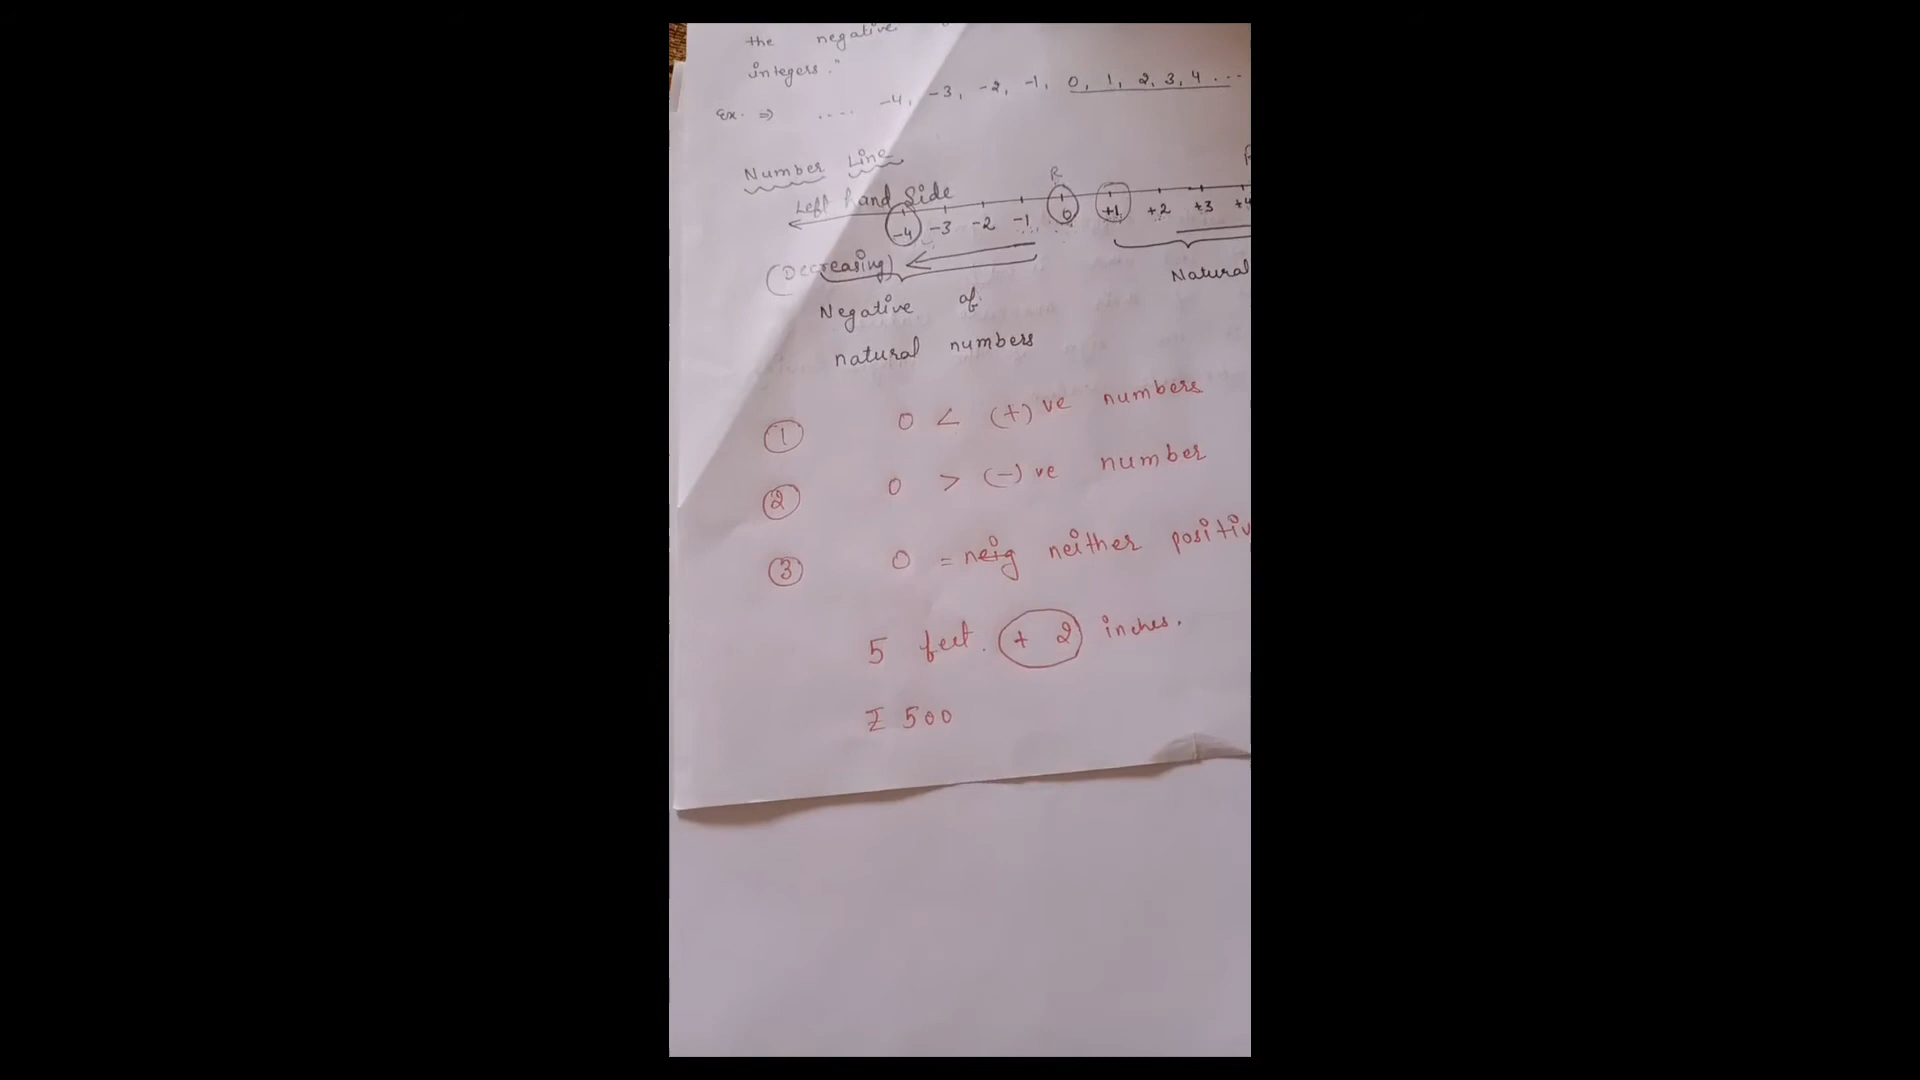 the negative
integers."
Ex. ⇒ .... -4, -3, -2, -1, 0, 1, 2, 3, 4 ...
Number Line
R
Left hand Side
-4 -3 -2 -1 0 +1 +2 +3 +4
(Decreasing)
Natural
Negative of
natural numbers
① 0 < (+)ve numbers
② 0 > (-)ve number
③ 0 = neig neither positiv
5 feet. + 2 inches.
₹ 500